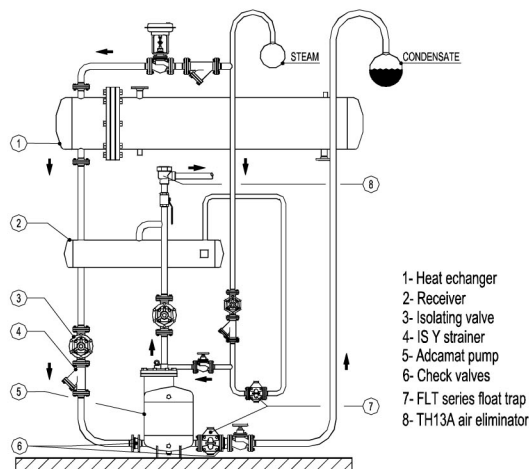 STEAM
CONDENSATE
1
2
3
4
5
6
7
8
1- Heat echanger
2- Receiver
3- Isolating valve
4- IS Y strainer
5- Adcamat pump
6- Check valves
7- FLT series float trap
8- TH13A air eliminator